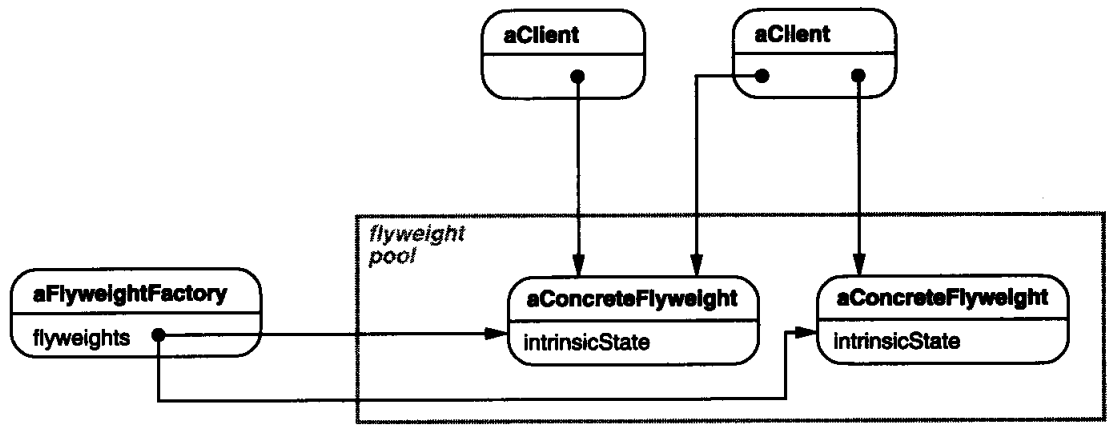 aClient
aClient
flyweight
pool
aFlyweightFactory
flyweights
aConcreteFlyweight
intrinsicState
aConcreteFlyweight
intrinsicState